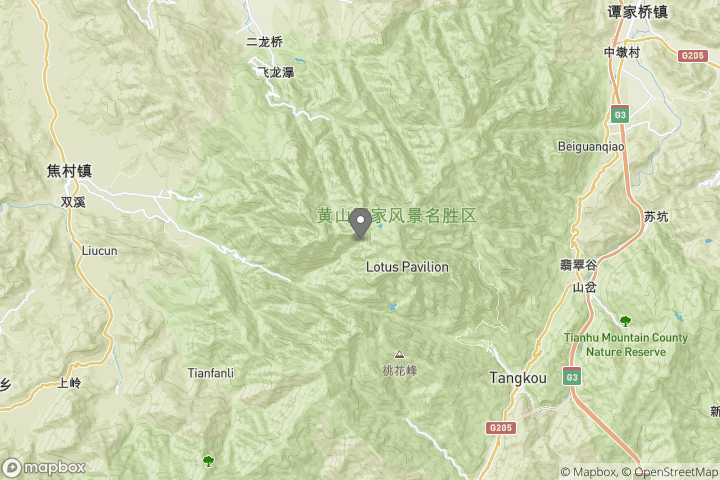 谭家桥镇
二龙桥
中墩村
G205
飞龙瀑
G3
Beiguanqiao
焦村镇
双溪
黄山
家风景名胜区
苏坑
Liucun
Lotus Pavilion
翡翠谷
山岔
Tianhu Mountain County
Nature Reserve
桃花峰
Tianfanli
Tangkou
G3
乡
上岭
新
G205
mapbox
© Mapbox, © OpenStreetMap